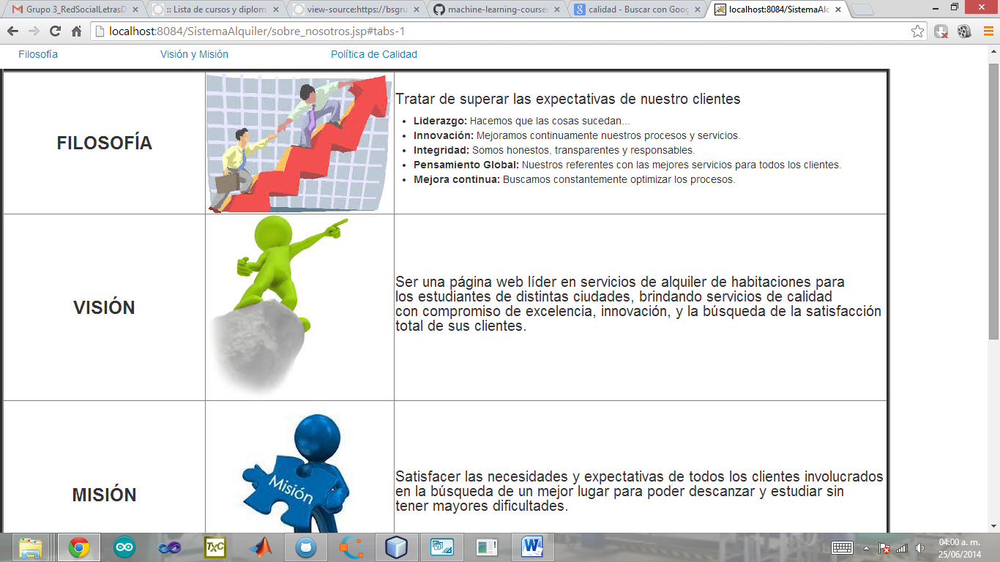 Grupo 3_RedSocialLetrasD
:: Lista de cursos y diplom
view-source:https://bsgru
machine-learning-course
calidad - Buscar con Goog
localhost:8084/SistemaAlq
localhost:8084/SistemaAlquiler/sobre_nosotros.jsp#tabs-1
Filosofía
Visión y Misión
Política de Calidad
FILOSOFÍA
Tratar de superar las expectativas de nuestro clientes
• Liderazgo: Hacemos que las cosas sucedan...
• Innovación: Mejoramos continuamente nuestros procesos y servicios.
• Integridad: Somos honestos, transparentes y responsables.
• Pensamiento Global: Nuestros referentes con las mejores servicios para todos los clientes.
• Mejora continua: Buscamos constantemente optimizar los procesos.
VISIÓN
Ser una página web líder en servicios de alquiler de habitaciones para
los estudiantes de distintas ciudades, brindando servicios de calidad
con compromiso de excelencia, innovación, y la búsqueda de la satisfacción
total de sus clientes.
MISIÓN
Misión
Satisfacer las necesidades y expectativas de todos los clientes involucrados
en la búsqueda de un mejor lugar para poder descanzar y estudiar sin
tener mayores dificultades.
TxC
04:00 a. m.
25/06/2014